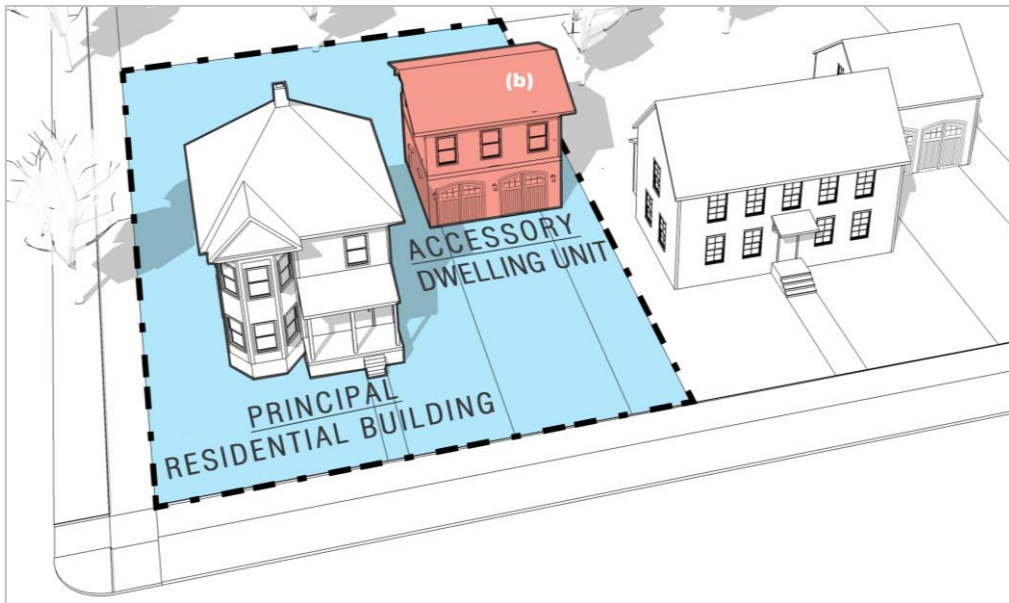 (b)
ACCESSORY
DWELLING UNIT
PRINCIPAL
RESIDENTIAL BUILDING